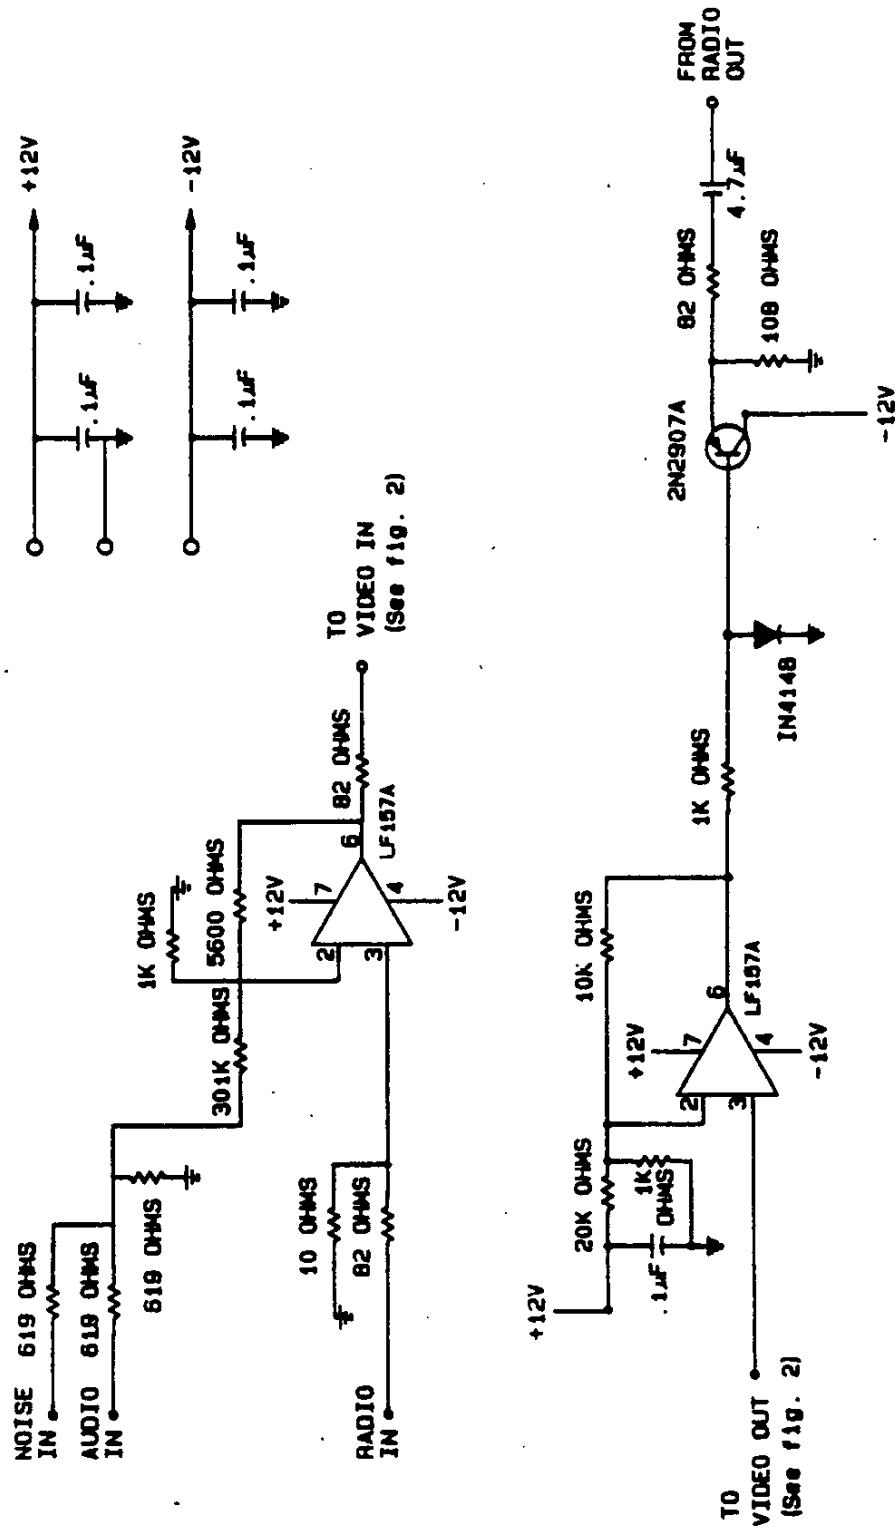 +12V
.1µF
.1µF
-12V
.1µF
.1µF
NOISE 619 OHMS
IN
AUDIO 619 OHMS
IN
619 OHMS
1K OHMS
301K OHMS
5600 OHMS
+12V
7
2
6
3
4
LF157A
-12V
82 OHMS
TO
VIDEO IN
(See fig. 2)
10 OHMS
82 OHMS
RADIO
IN
+12V
20K OHMS
1K
OHMS
.1µF
10K OHMS
+12V
7
2
6
3
4
LF157A
-12V
1K OHMS
IN4148
2N2907A
82 OHMS
108 OHMS
4.7µF
-12V
FROM
RADIO
OUT
TO
VIDEO OUT
(See fig. 2)